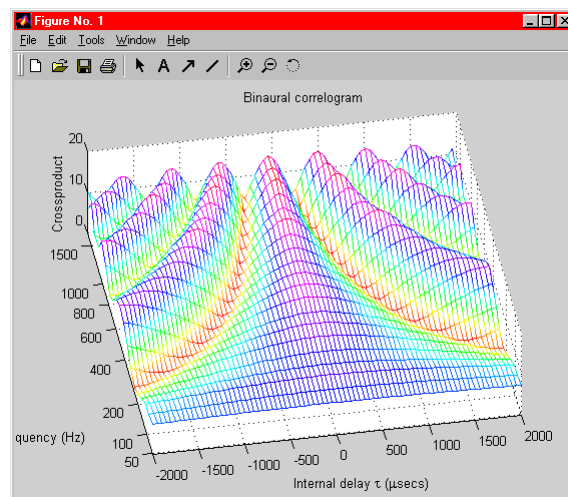 Figure No. 1
File Edit Tools Window Help
A
Binaural correlogram
20
10
0
Crossproduct
1500
1000
800
600
400
200
100
50
quency (Hz)
-2000
-1500
-1000
-500
0
500
1000
1500
2000
Internal delay τ (μsecs)